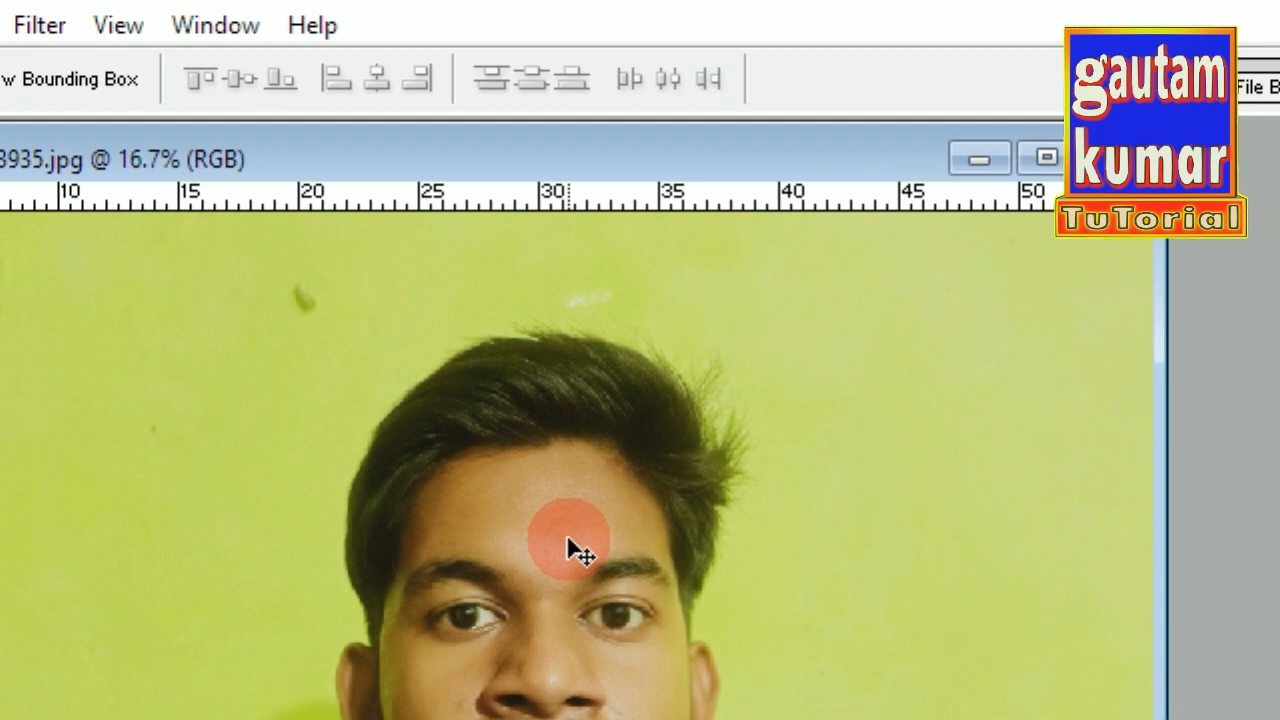 Filter View Window Help
w Bounding Box
File B
gautam
kumar
TuTorial
3935.jpg @ 16.7% (RGB)
10 15 20 25 30 35 40 45 50